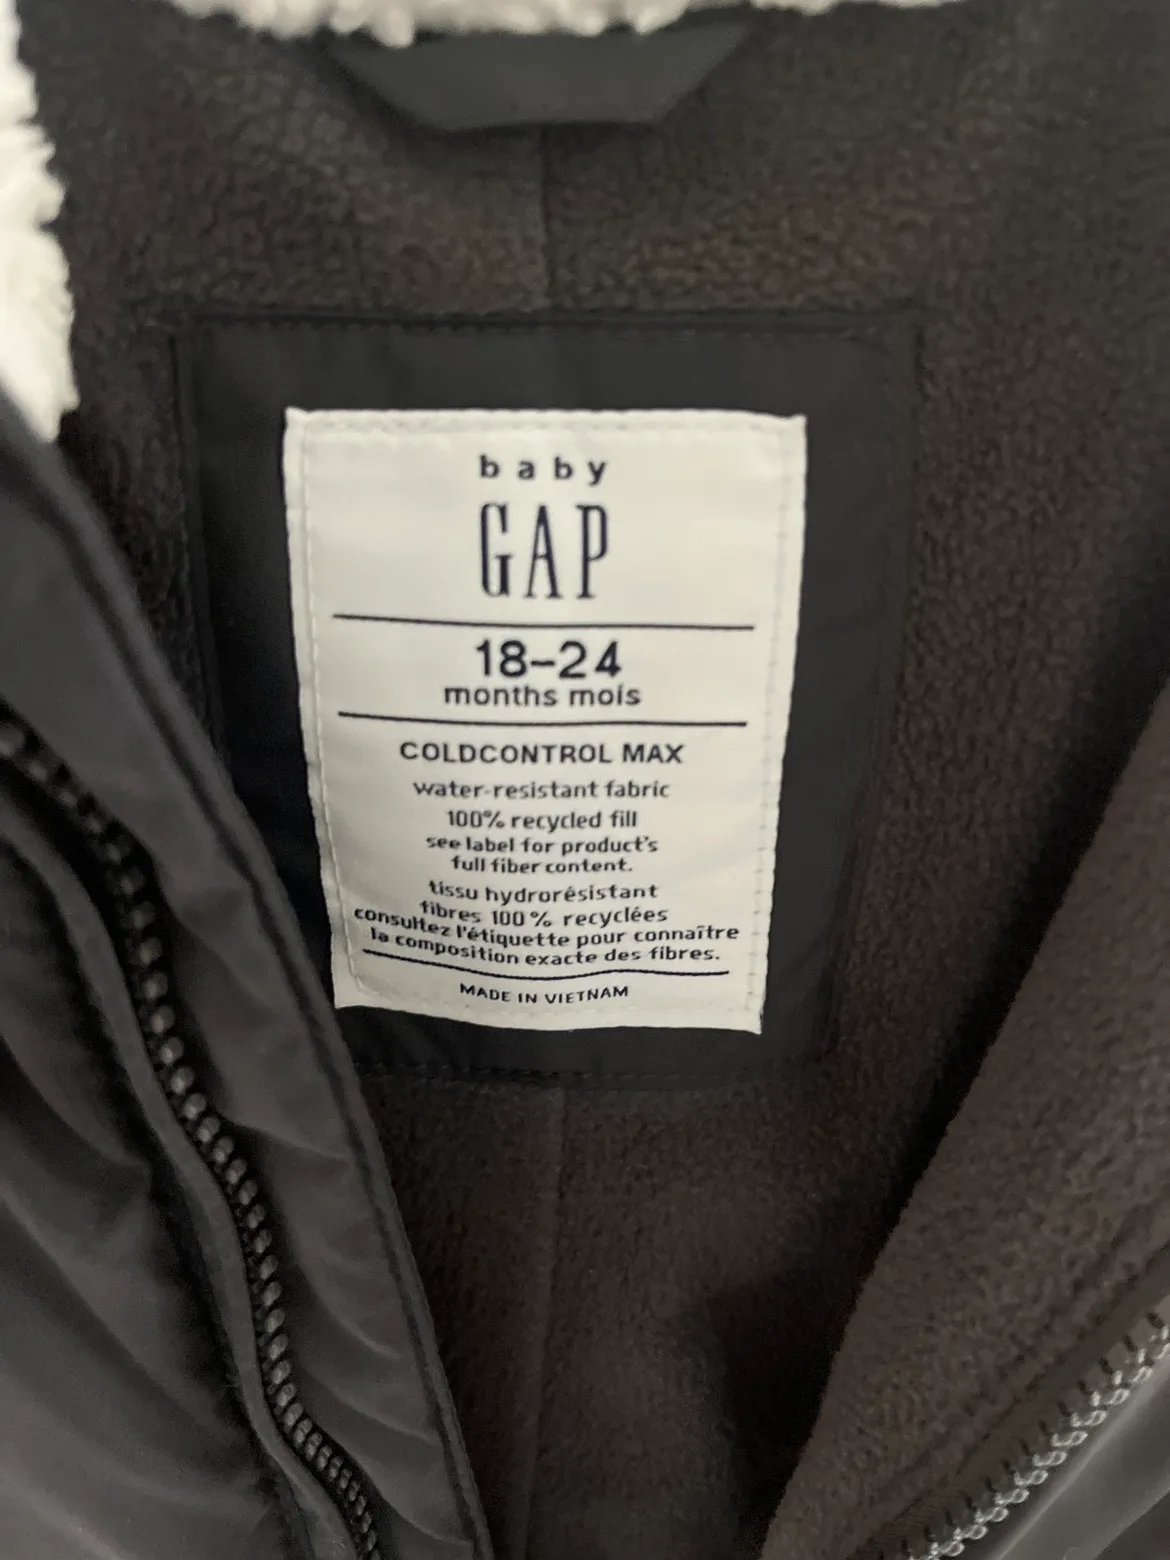 baby
GAP
18-24
months mois
COLDCONTROL MAX
water-resistant fabric
100% recycled fill
see label for product's
full fiber content.
tissu hydrorésistant
fibres 100 % recyclées
consultez l'étiquette pour connaître
la composition exacte des fibres.
MADE IN VIETNAM